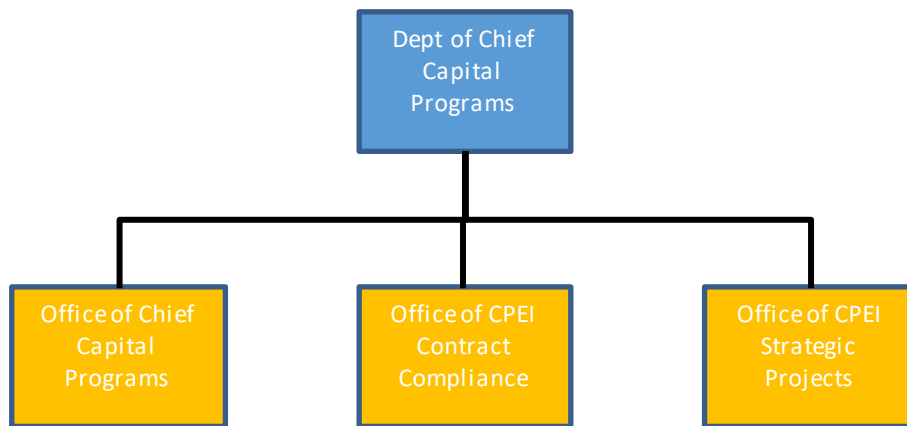 Dept of Chief
Capital
Programs
Office of Chief
Capital
Programs
Office of CPEI
Contract
Compliance
Office of CPEI
Strategic
Projects